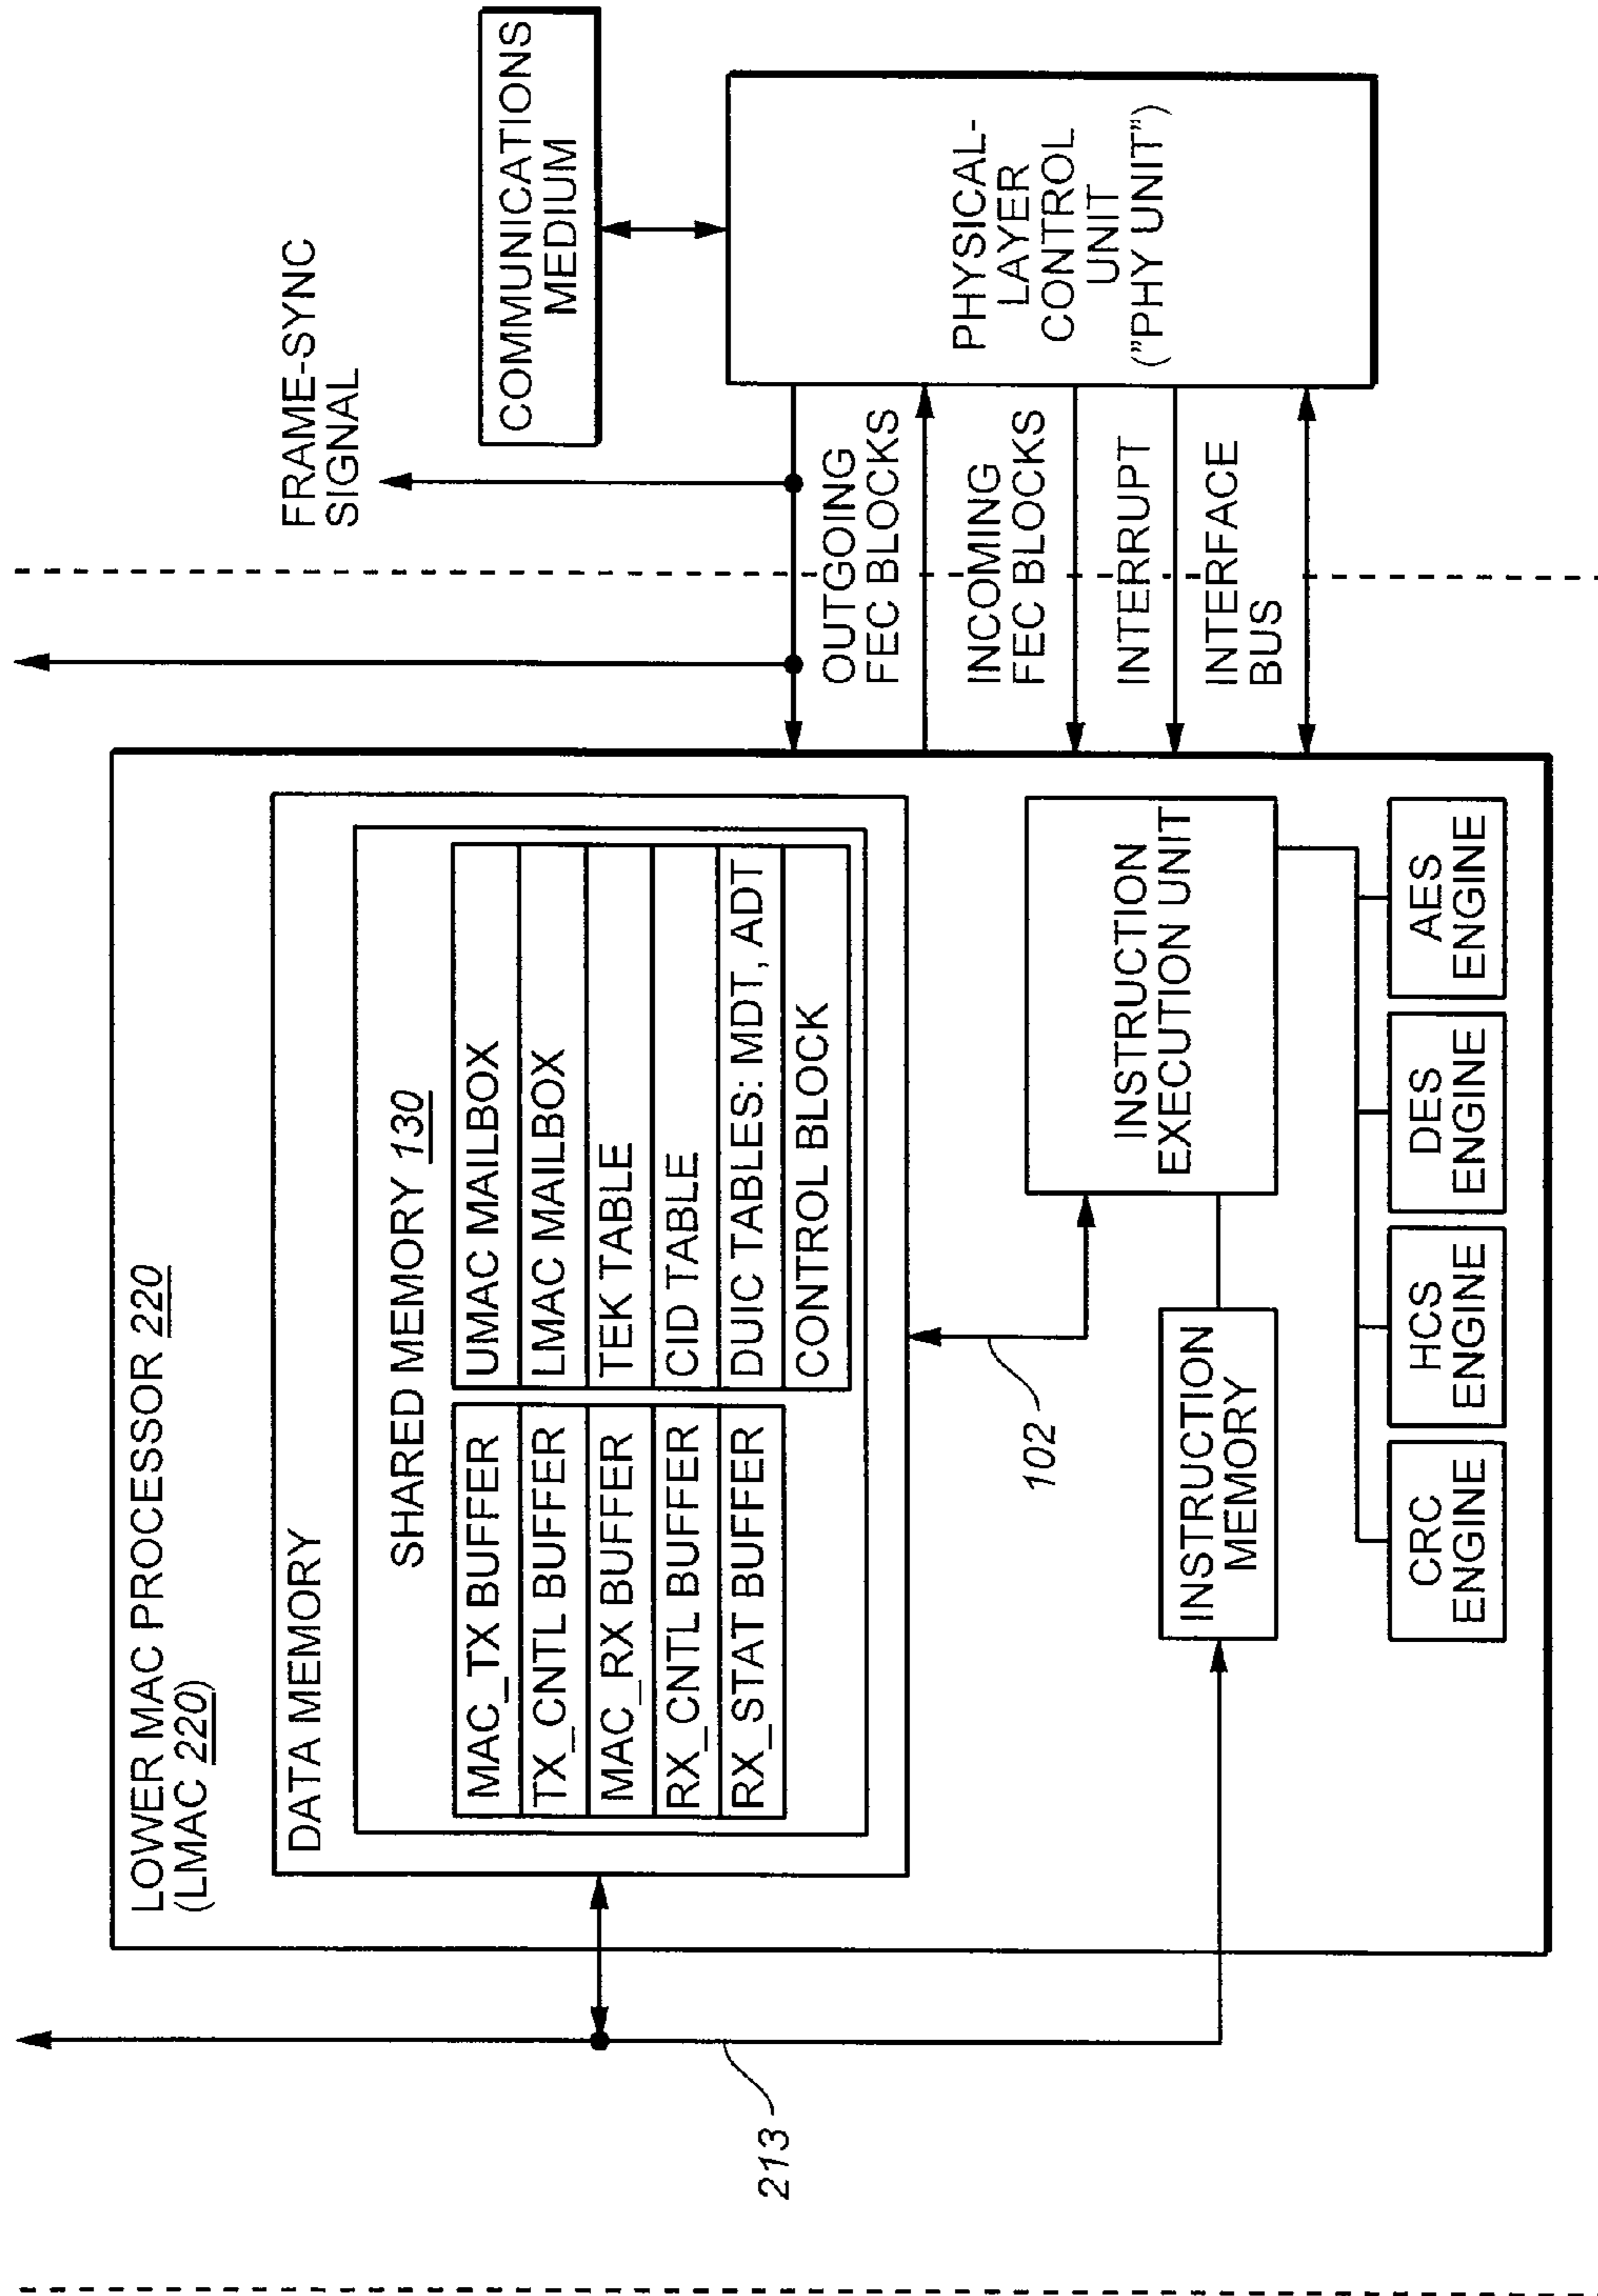 LOWER MAC PROCESSOR 220
(LMAC 220)
DATA MEMORY
SHARED MEMORY 130
MAC_TX BUFFER
TX_CNTL BUFFER
MAC_RX BUFFER
RX_CNTL BUFFER
RX_STAT BUFFER
UMAC MAILBOX
LMAC MAILBOX
TEK TABLE
CID TABLE
DUIC TABLES: MDT, ADT
CONTROL BLOCK
213
102
INSTRUCTION
MEMORY
INSTRUCTION
EXECUTION UNIT
CRC
ENGINE
HCS
ENGINE
DES
ENGINE
AES
ENGINE
FRAME-SYNC
SIGNAL
OUTGOING
FEC BLOCKS
INCOMING
FEC BLOCKS
INTERRUPT
INTERFACE
BUS
COMMUNICATIONS
MEDIUM
PHYSICAL-
LAYER
CONTROL
UNIT
("PHY UNIT")